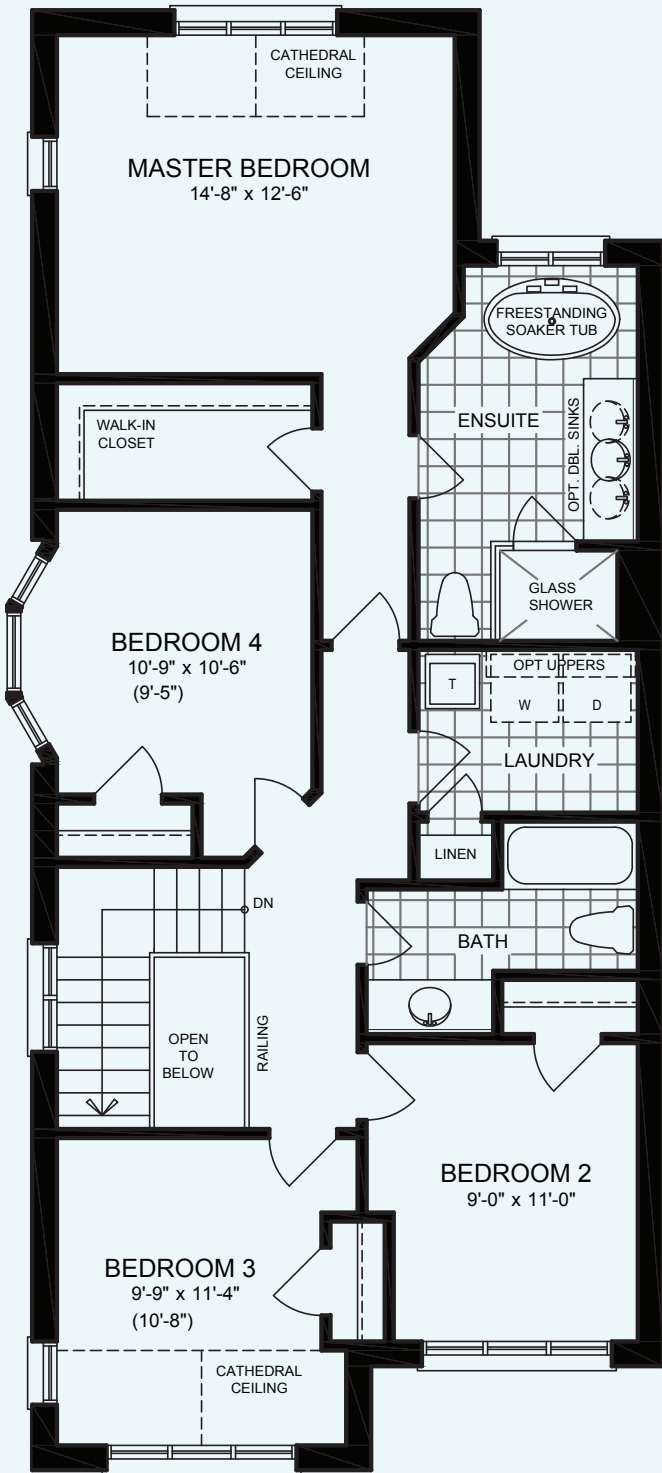 CATHEDRAL
CEILING
MASTER BEDROOM
14'-8" x 12'-6"
FREESTANDING
SOAKER TUB
WALK-IN
CLOSET
ENSUITE
OPT. DBL. SINKS
GLASS
SHOWER
BEDROOM 4
10'-9" x 10'-6"
(9'-5")
OPT UPPERS
T
W
D
LAUNDRY
LINEN
DN
BATH
OPEN
TO
BELOW
RAILING
BEDROOM 2
9'-0" x 11'-0"
BEDROOM 3
9'-9" x 11'-4"
(10'-8")
CATHEDRAL
CEILING